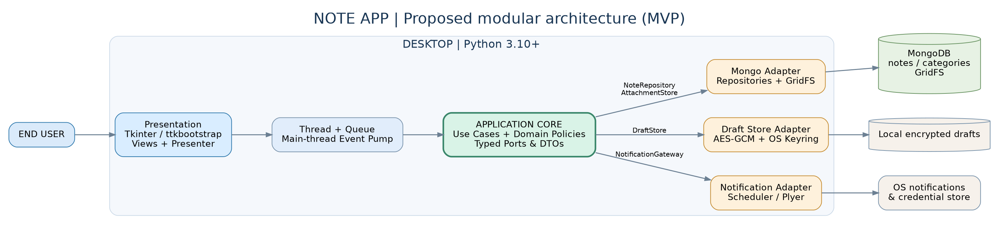 NOTE APP | Proposed modular architecture (MVP)
DESKTOP | Python 3.10+
END USER
Presentation
Tkinter / ttkbootstrap
Views + Presenter
Thread + Queue
Main-thread Event Pump
APPLICATION CORE
Use Cases + Domain Policies
Typed Ports & DTOs
NoteRepository
AttachmentStore
DraftStore
NotificationGateway
Mongo Adapter
Repositories + GridFS
Draft Store Adapter
AES-GCM + OS Keyring
Notification Adapter
Scheduler / Plyer
MongoDB
notes / categories
GridFS
Local encrypted drafts
OS notifications
& credential store